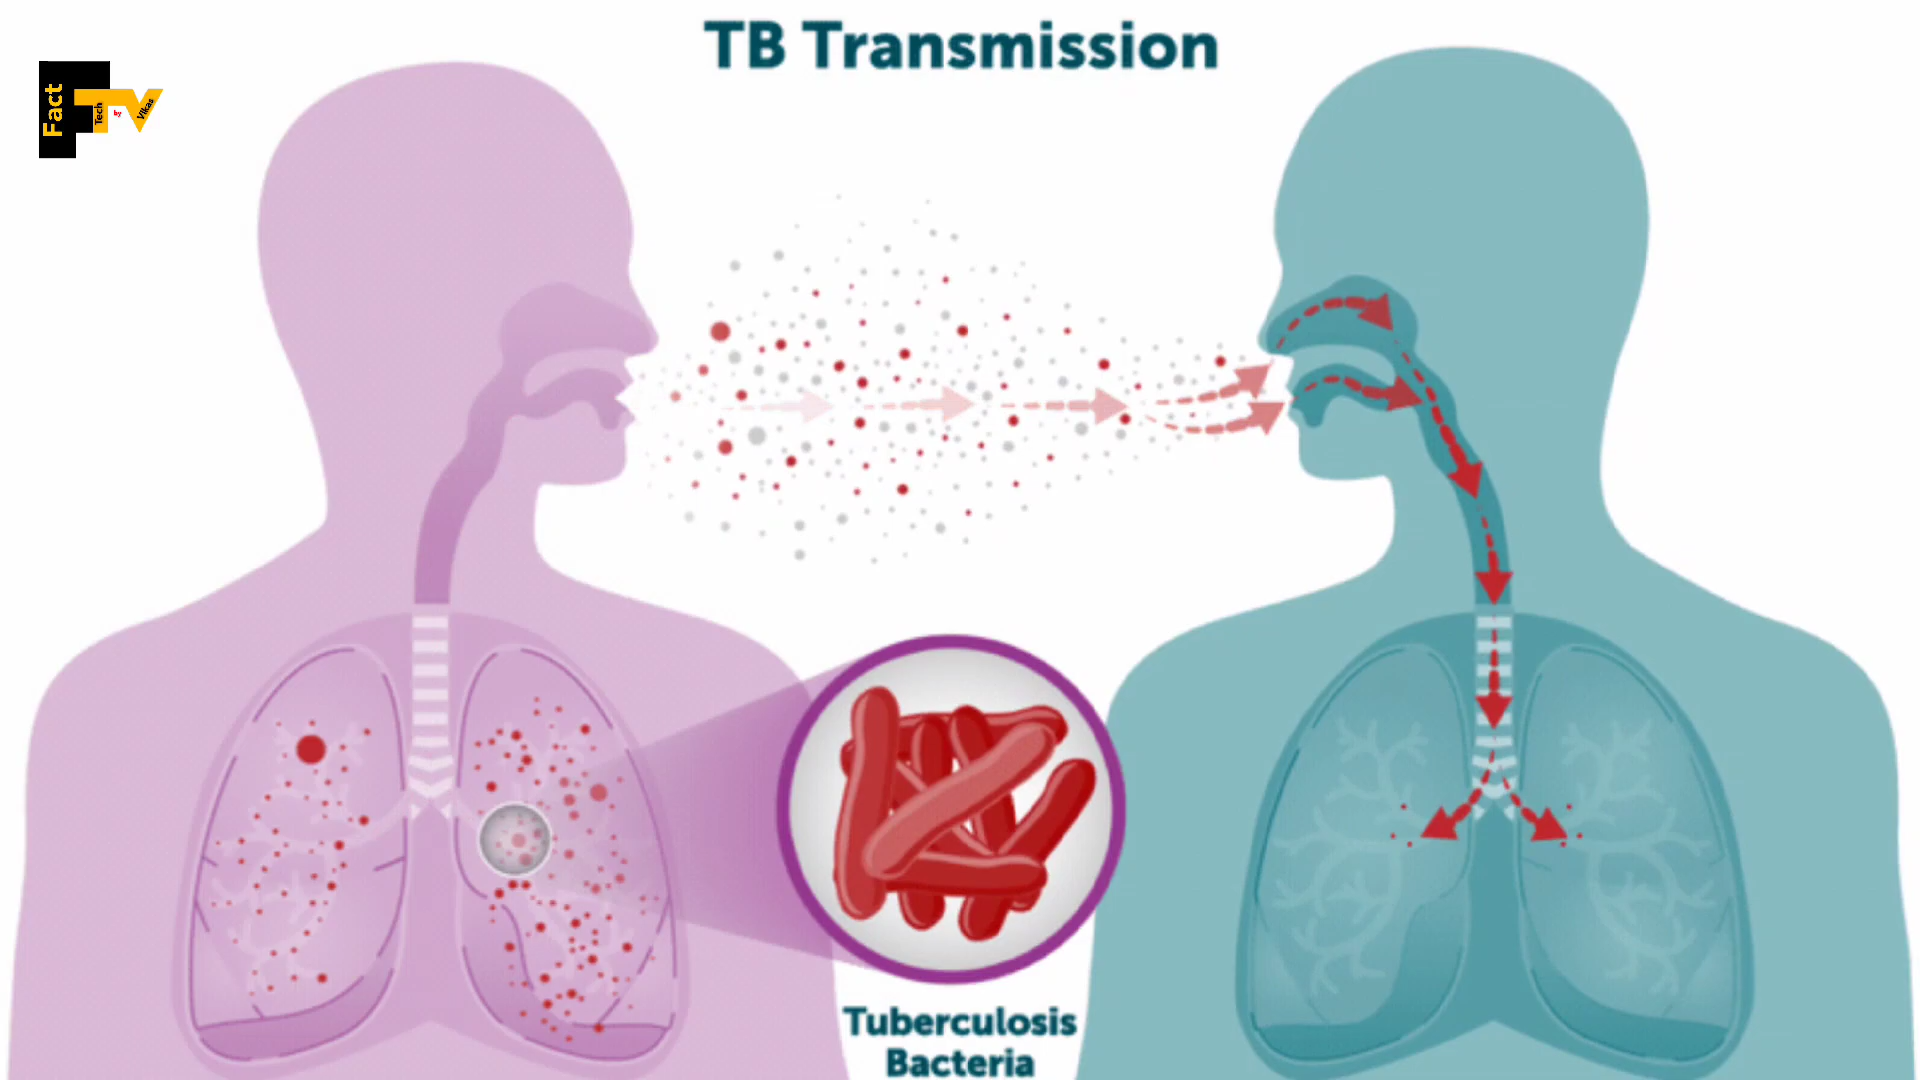 TB Transmission
Fact
Tech
by
Vikas
Tuberculosis
Bacteria